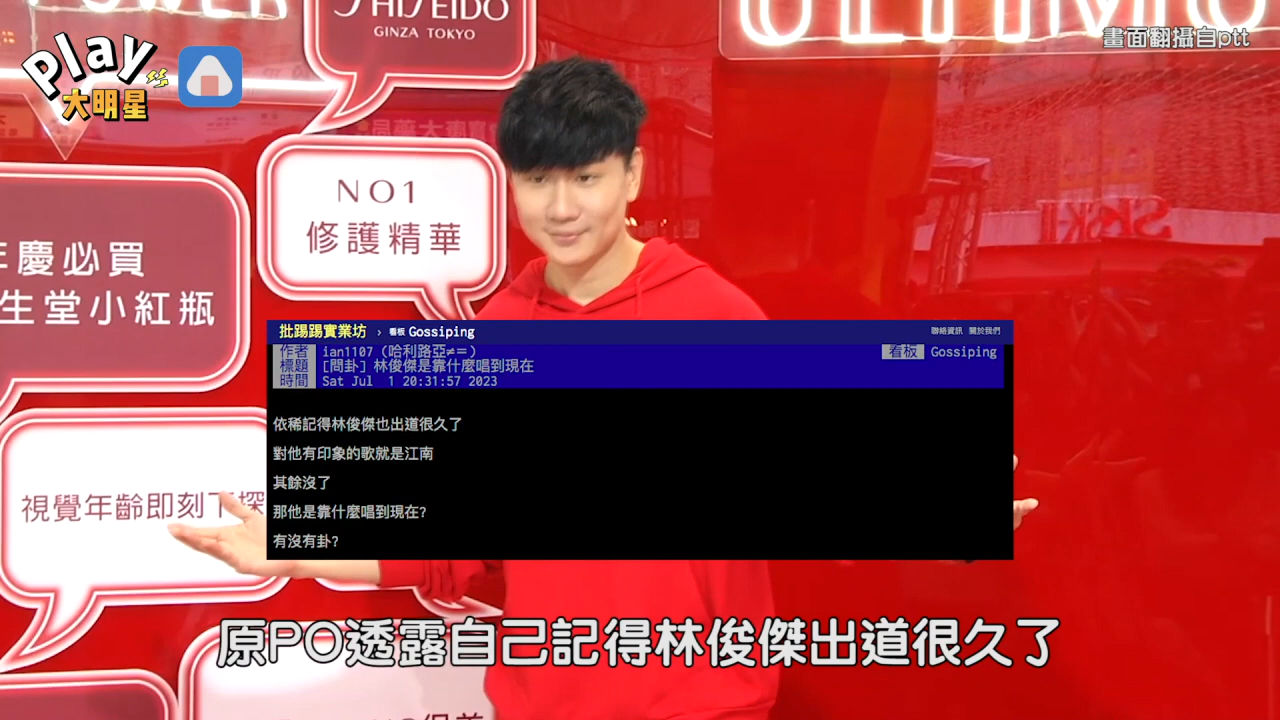 POWER
SHISEIDO
GINZA TOKYO
ULTIMU
畫面翻攝自ptt
Play
大明星
NO1
修護精華
年慶必買
生堂小紅瓶
視覺年齡即刻下探
批踢踢實業坊 › 看板 Gossiping
聯絡資訊 關於我們
作者 ian1107 (哈利路亞≠=)
看板 Gossiping
標題 [問卦] 林俊傑是靠什麼唱到現在
時間 Sat Jul 1 20:31:57 2023
依稀記得林俊傑也出道很久了
對他有印象的歌就是江南
其餘沒了
那他是靠什麼唱到現在?
有沒有卦?
原PO透露自己記得林俊傑出道很久了